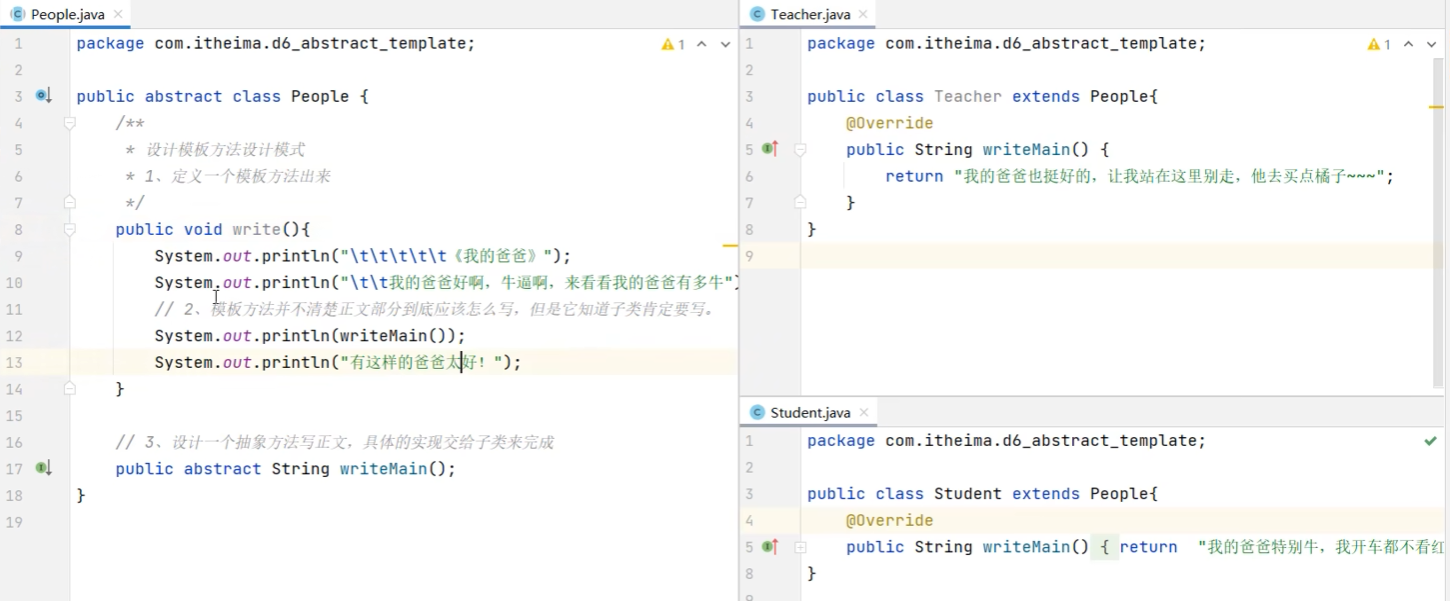 People.java
1 package com.itheima.d6_abstract_template;
2
3 public abstract class People {
4 /**
5 * 设计模板方法设计模式
6 * 1、定义一个模板方法出来
7 */
8 public void write(){
9 System.out.println("\t\t\t\t\t《我的爸爸》");
10 System.out.println("\t\t我的爸爸好啊，牛逼啊，来看看我的爸爸有多牛")
11 // 2、模板方法并不清楚正文部分到底应该怎么写，但是它知道子类肯定要写。
12 System.out.println(writeMain());
13 System.out.println("有这样的爸爸太好！");
14 }
15
16 // 3、设计一个抽象方法写正文，具体的实现交给子类来完成
17 public abstract String writeMain();
18 }
19
1
Teacher.java
1 package com.itheima.d6_abstract_template;
2
3 public class Teacher extends People{
4 @Override
5 public String writeMain() {
6 return "我的爸爸也挺好的，让我站在这里别走，他去买点橘子~~~";
7 }
8 }
9
1
Student.java
1 package com.itheima.d6_abstract_template;
2
3 public class Student extends People{
4 @Override
5 public String writeMain() { return "我的爸爸特别牛，我开车都不看红
8 }